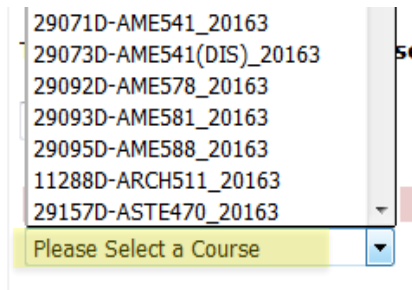 29071D-AME541_20163
29073D-AME541(DIS)_20163
29092D-AME578_20163
29093D-AME581_20163
29095D-AME588_20163
11288D-ARCH511_20163
29157D-ASTE470_20163
Please Select a Course